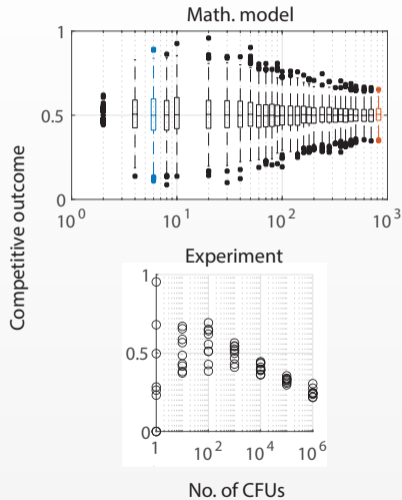 Math. model
1
0.5
0
10^0 10^1 10^2 10^3
Competitive outcome
Experiment
1
0.5
0
1 10^2 10^4 10^6
No. of CFUs